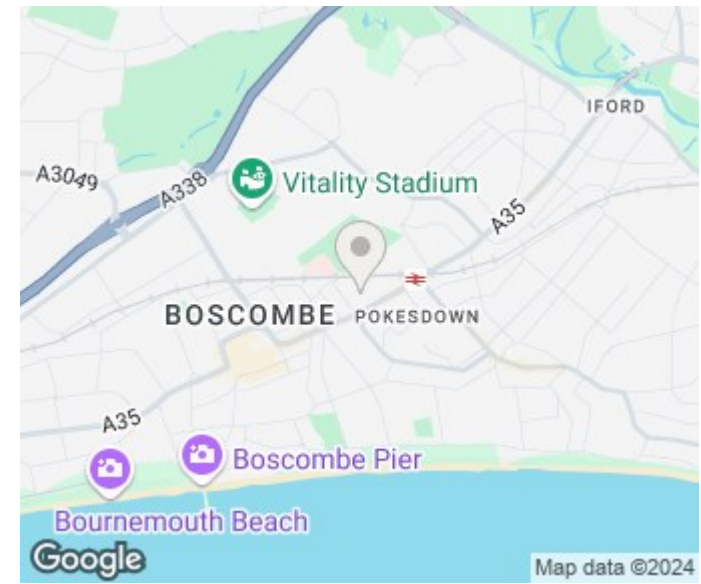 IFORD
A3049
A338
Vitality Stadium
A35
BOSCOMBE
POKESDOWN
A35
Boscombe Pier
Bournemouth Beach
Google
Map data ©2024